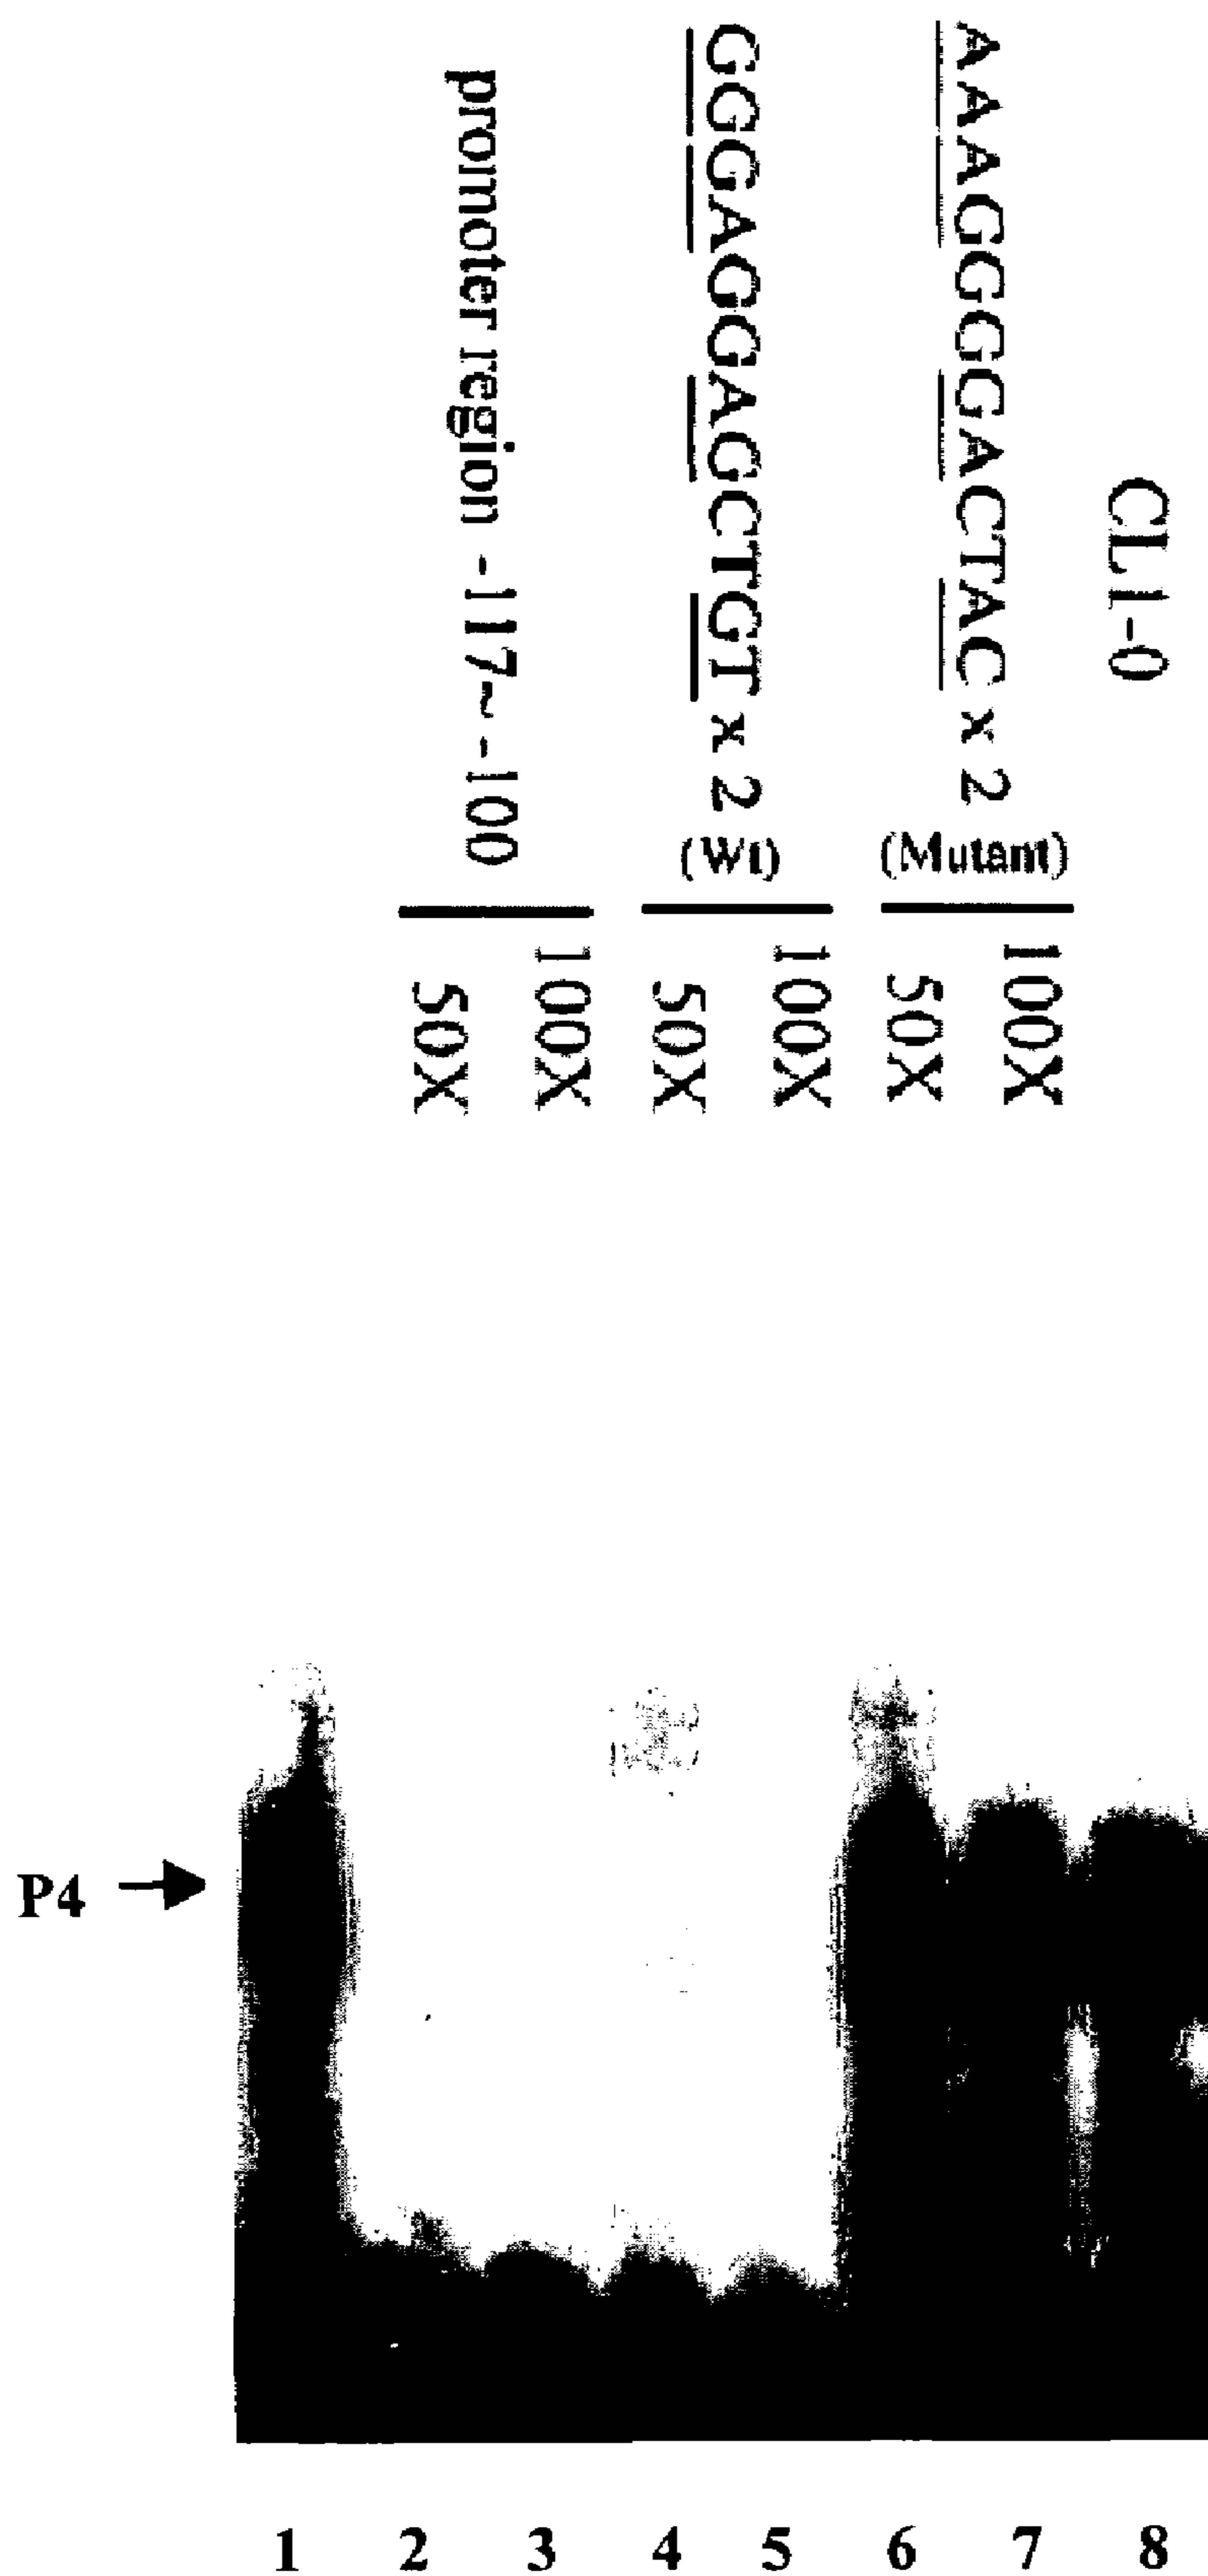 CL1-0
AAAGGGGACTAC x 2
(Mutant)
GGGAGGAGCTGT x 2
(Wt)
promoter region -117~ -100
50X 100X 50X 100X 50X 100X
P4
1 2 3 4 5 6 7 8